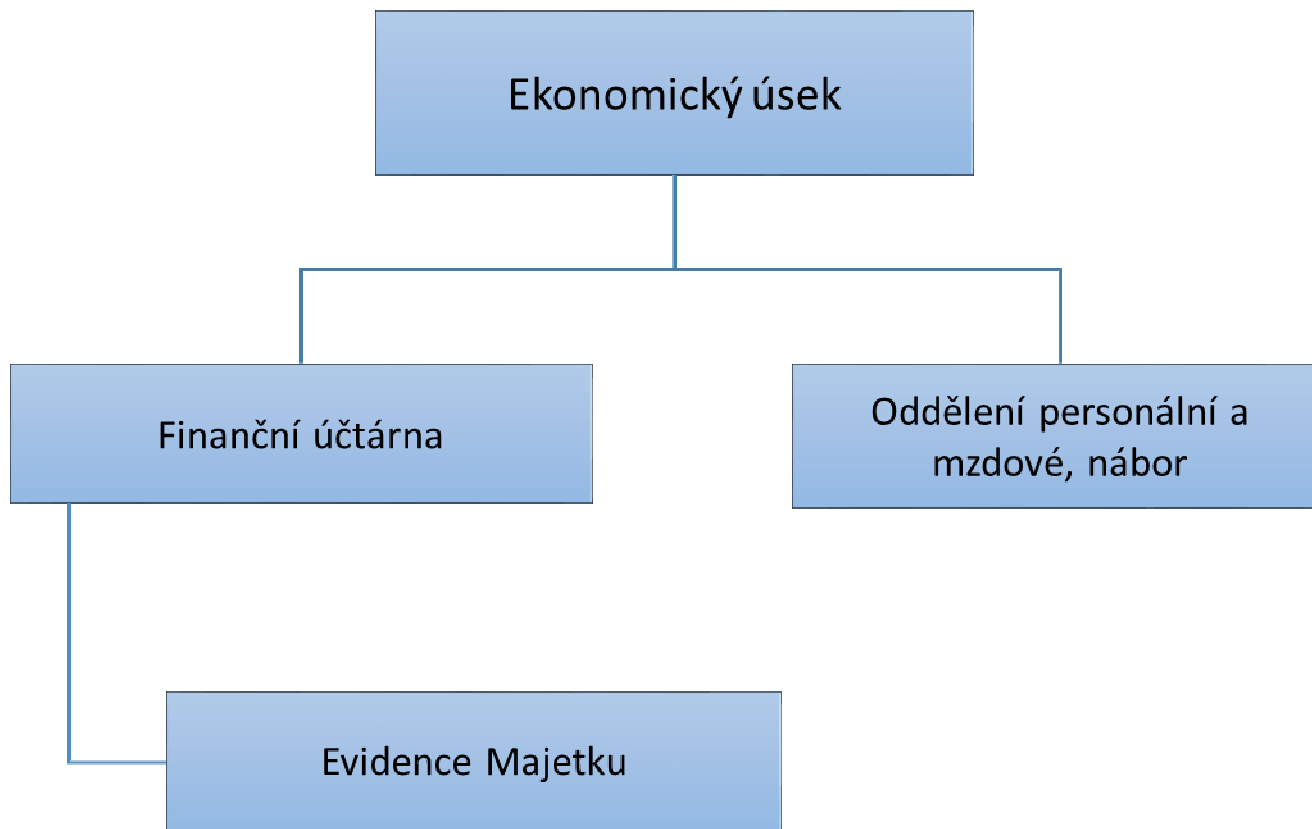 Ekonomický úsek
Finanční účtárna
Oddělení personální a
mzdové, nábor
Evidence Majetku